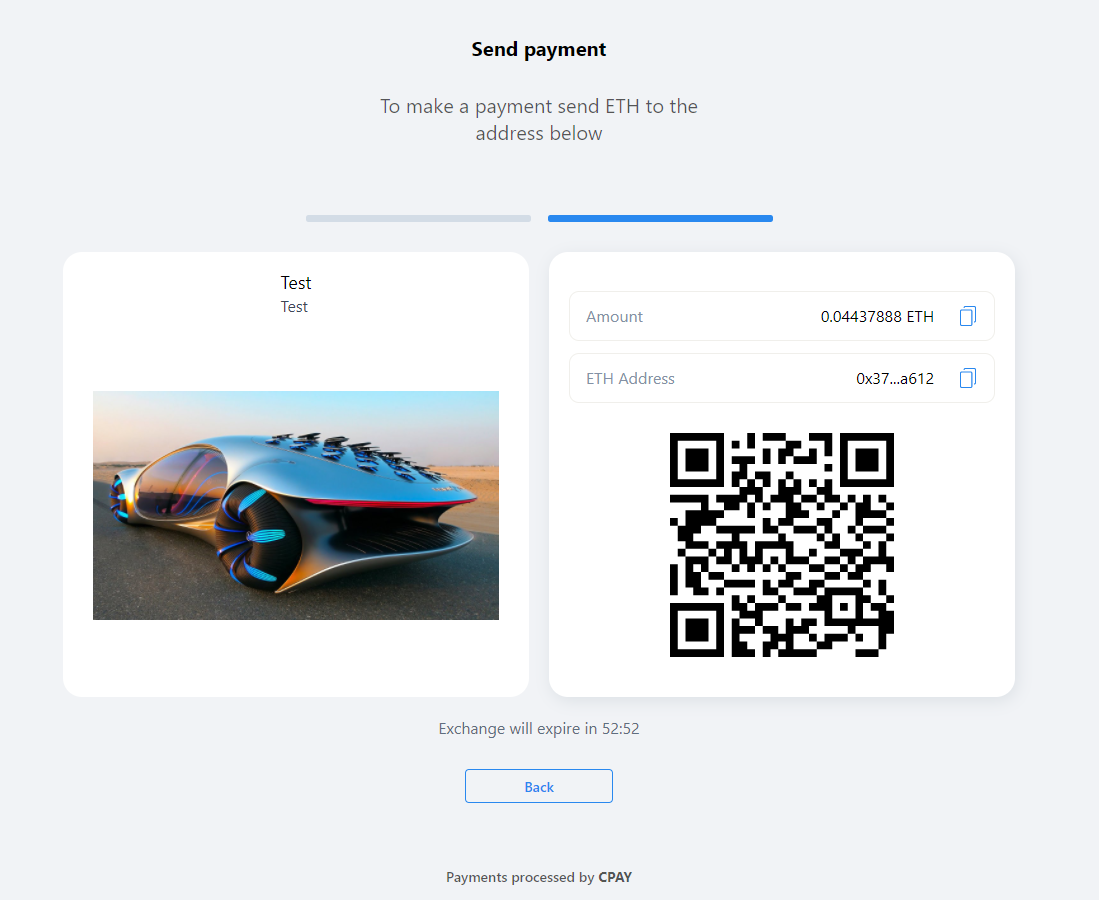 Send payment
To make a payment send ETH to the
address below
Test
Test
Amount 0.04437888 ETH
ETH Address 0x37...a612
Exchange will expire in 52:52
Back
Payments processed by CPAY